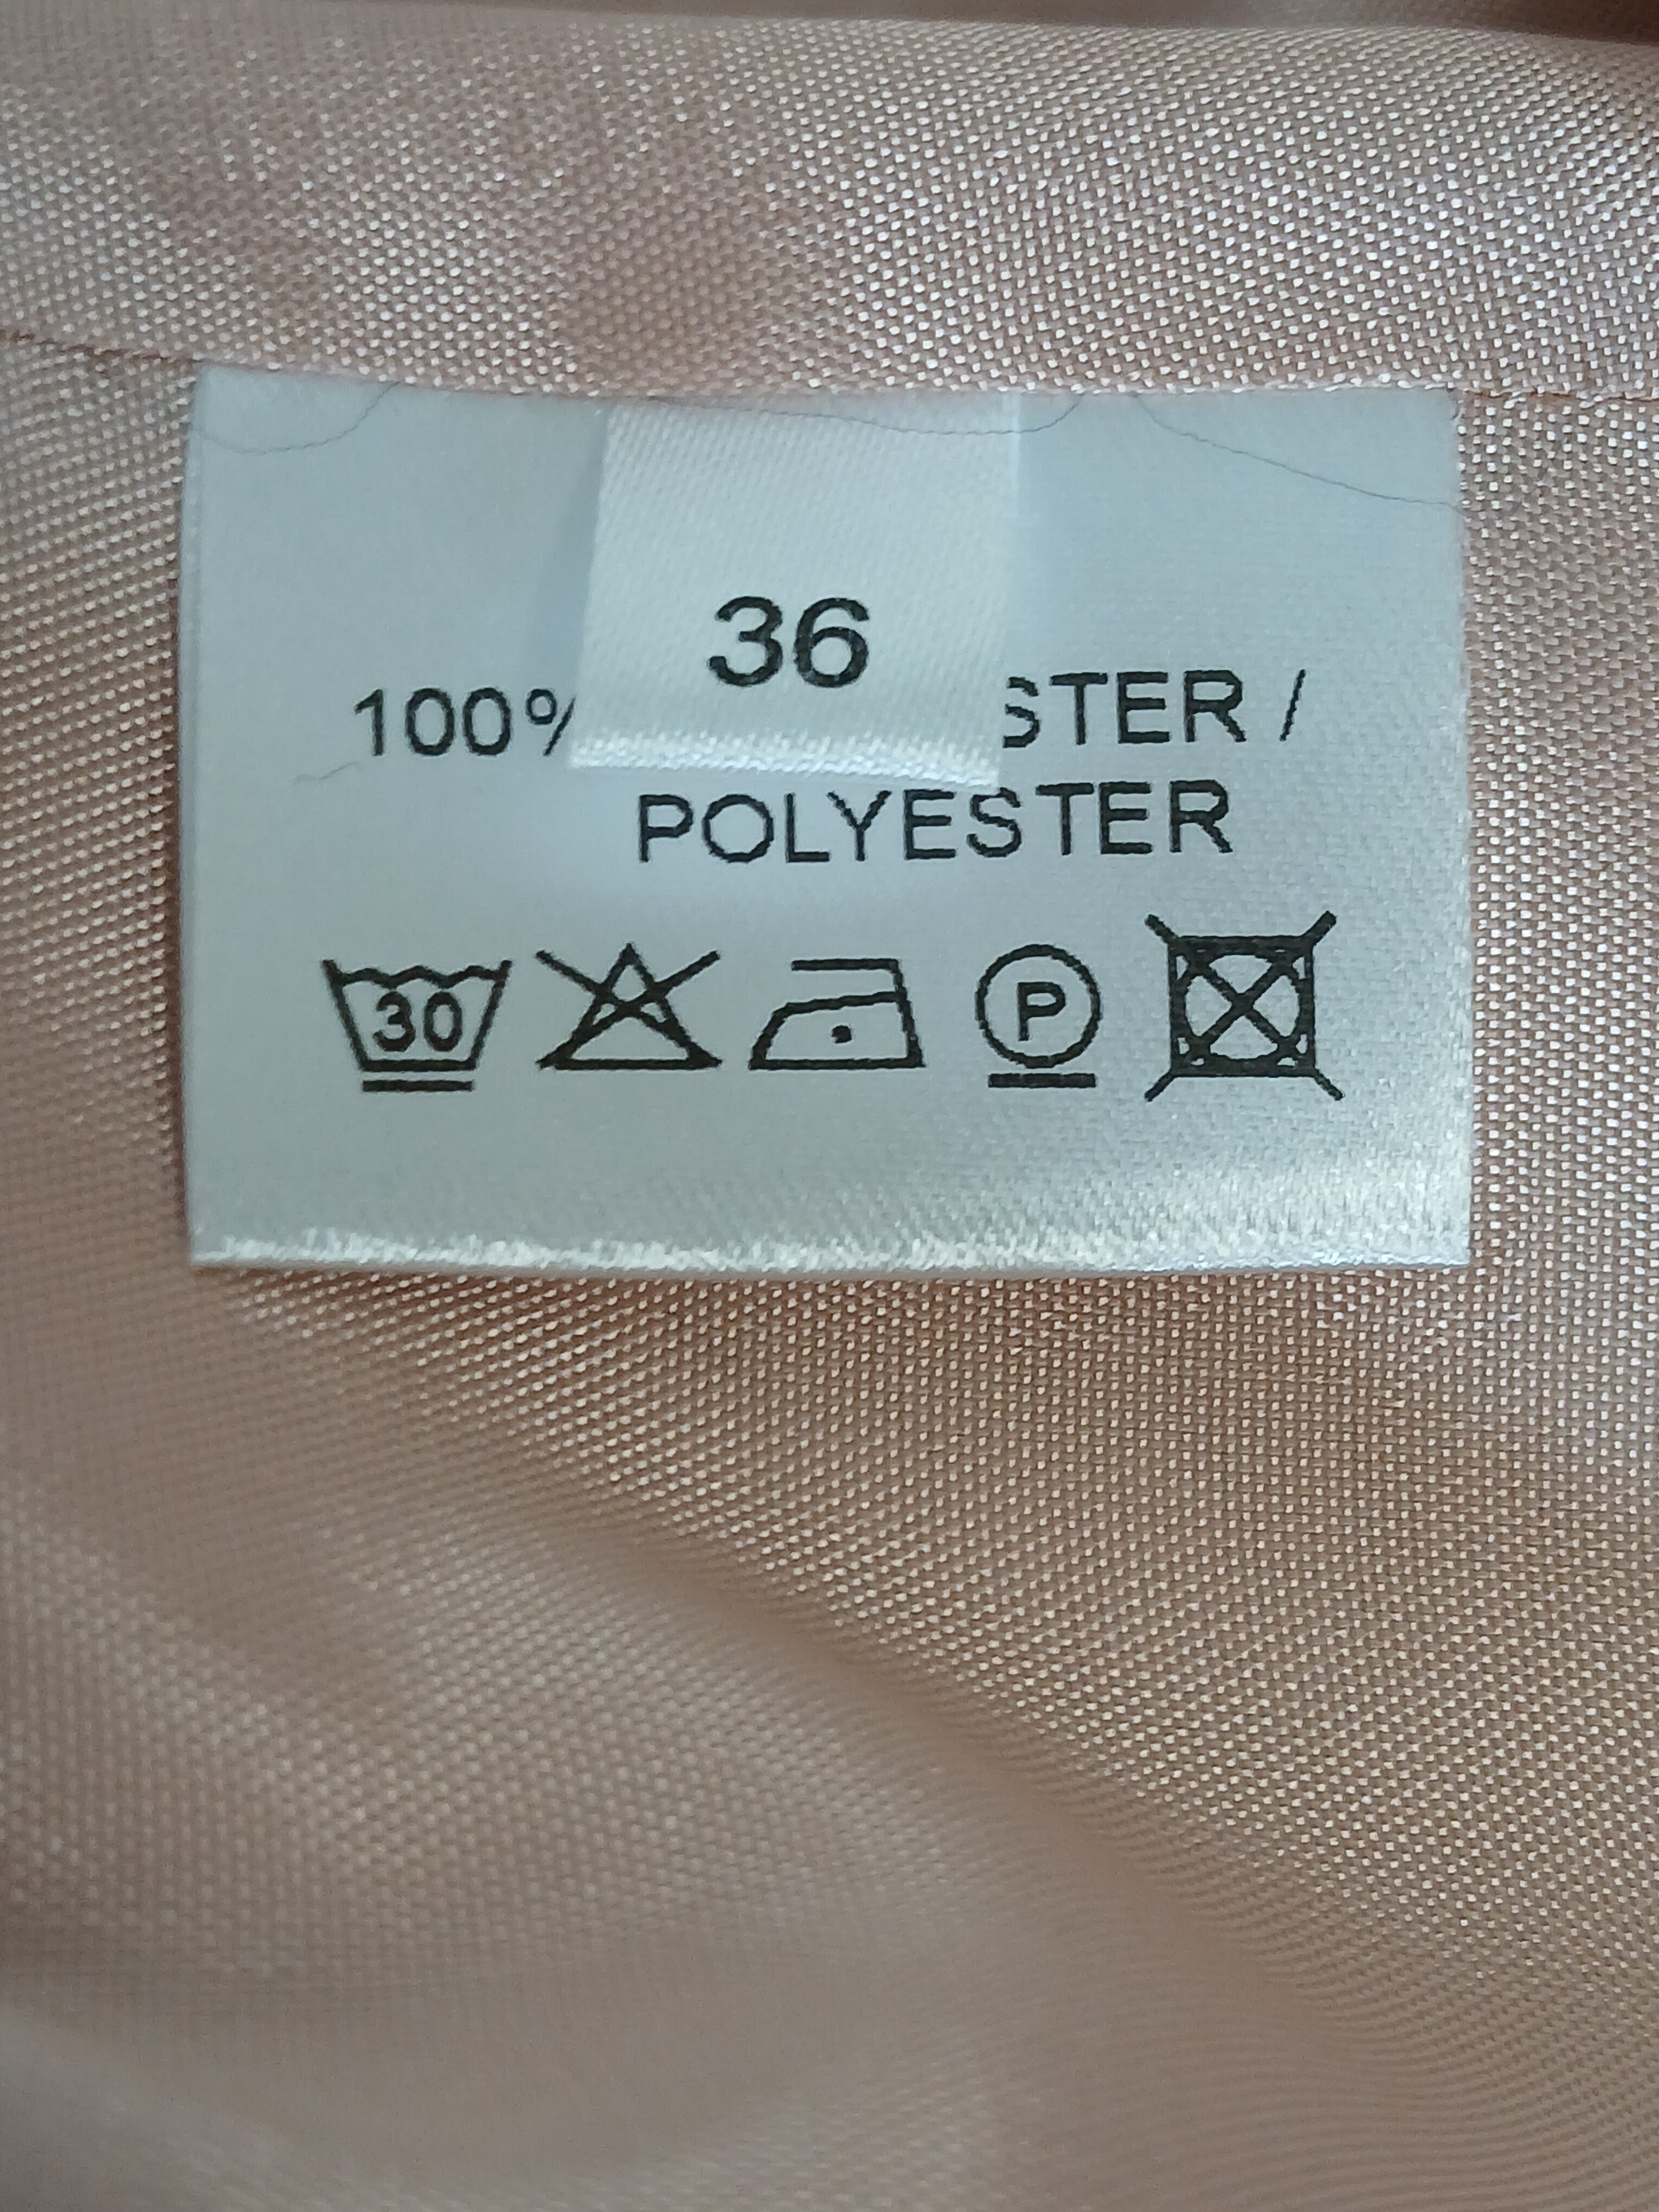 36
100% STER /
POLYESTER
30 P